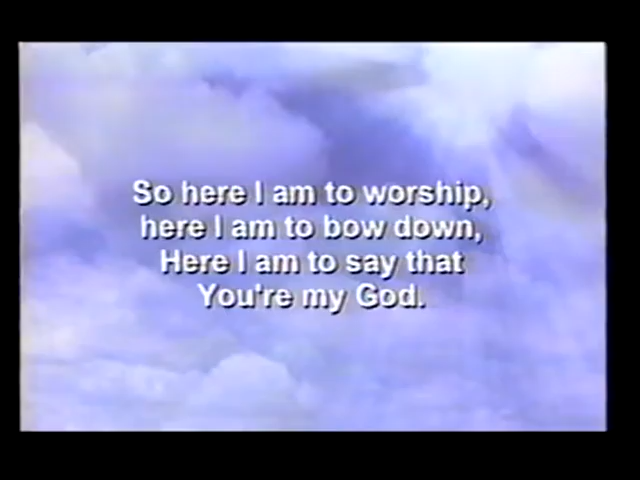 So here I am to worship,
here I am to bow down,
Here I am to say that
You're my God.